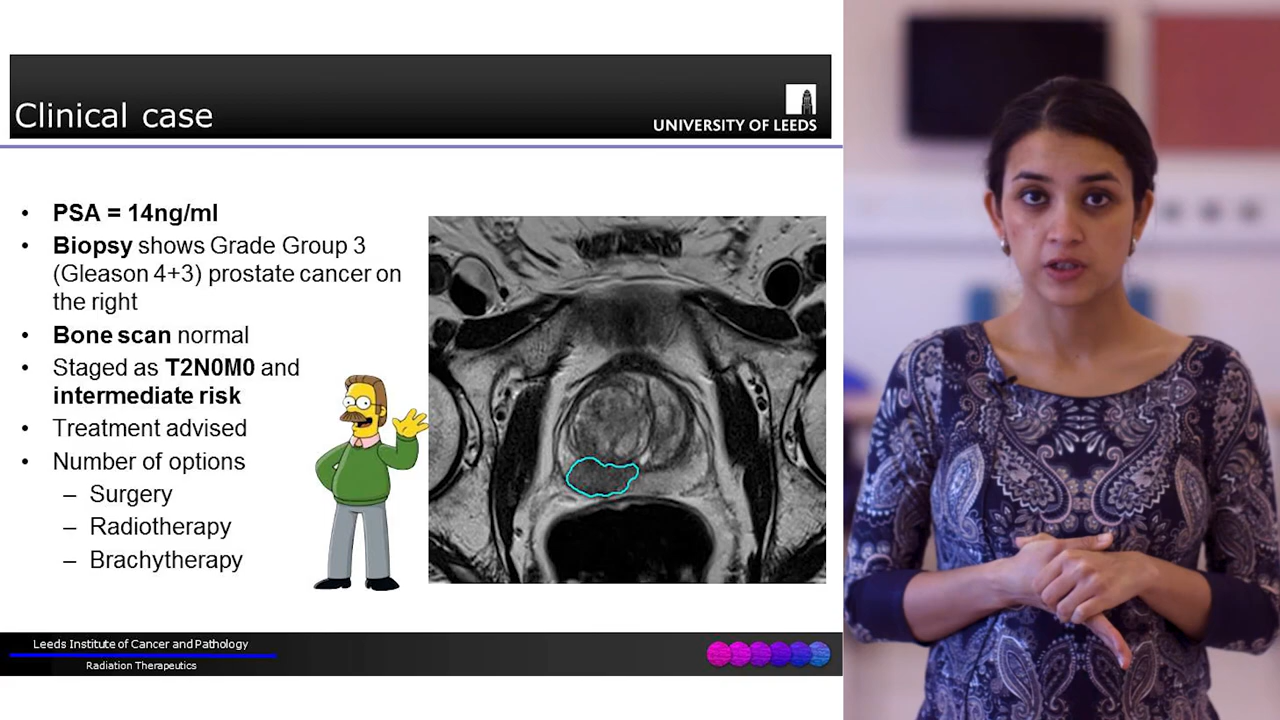 Clinical case
UNIVERSITY OF LEEDS
• PSA = 14ng/ml
• Biopsy shows Grade Group 3
(Gleason 4+3) prostate cancer on
the right
• Bone scan normal
• Staged as T2N0M0 and
intermediate risk
• Treatment advised
• Number of options
– Surgery
– Radiotherapy
– Brachytherapy
Leeds Institute of Cancer and Pathology
Radiation Therapeutics